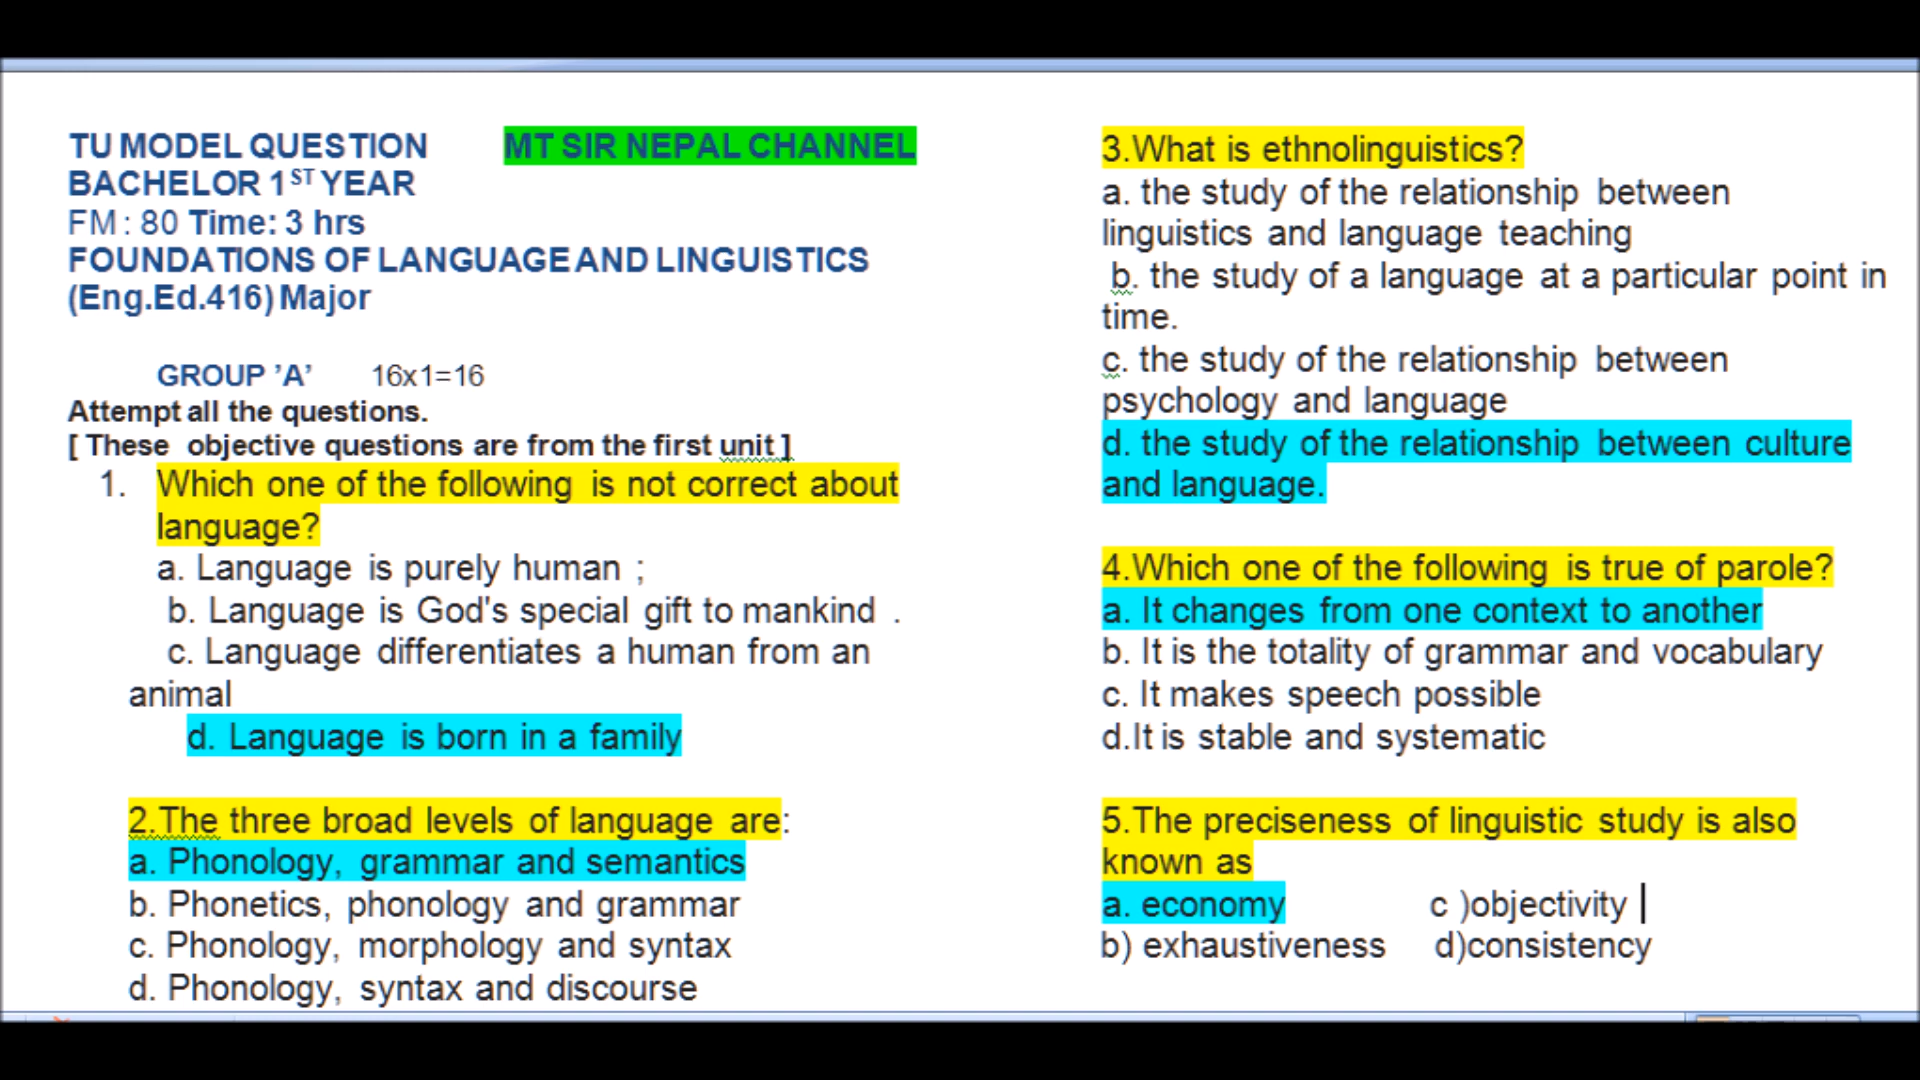 TU MODEL QUESTION MT SIR NEPAL CHANNEL
BACHELOR 1ST YEAR
FM : 80 Time: 3 hrs
FOUNDATIONS OF LANGUAGE AND LINGUISTICS
(Eng.Ed.416) Major
GROUP 'A' 16x1=16
Attempt all the questions.
[ These objective questions are from the first unit ]
1. Which one of the following is not correct about
language?
a. Language is purely human ;
b. Language is God's special gift to mankind .
c. Language differentiates a human from an
animal
d. Language is born in a family
2.The three broad levels of language are:
a. Phonology, grammar and semantics
b. Phonetics, phonology and grammar
c. Phonology, morphology and syntax
d. Phonology, syntax and discourse
3.What is ethnolinguistics?
a. the study of the relationship between
linguistics and language teaching
b. the study of a language at a particular point in
time.
c. the study of the relationship between
psychology and language
d. the study of the relationship between culture
and language.
4.Which one of the following is true of parole?
a. It changes from one context to another
b. It is the totality of grammar and vocabulary
c. It makes speech possible
d.It is stable and systematic
5.The preciseness of linguistic study is also
known as
a. economy c )objectivity
b) exhaustiveness d)consistency